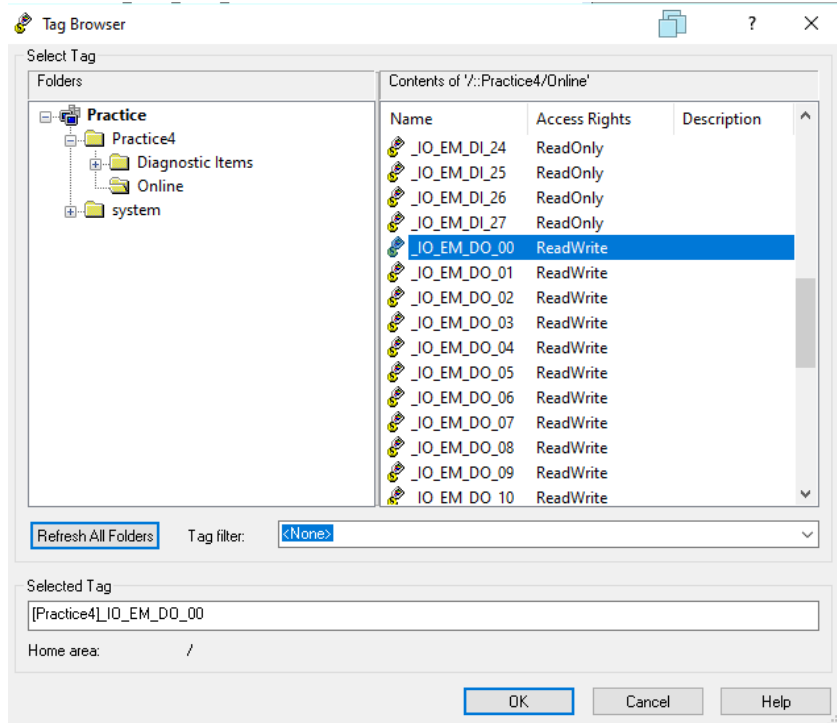 Tag Browser
?
Select Tag
Folders
Contents of '/::Practice4/Online'
Practice
Practice4
Diagnostic Items
Online
system
Name Access Rights Description
_IO_EM_DI_24 ReadOnly
_IO_EM_DI_25 ReadOnly
_IO_EM_DI_26 ReadOnly
_IO_EM_DI_27 ReadOnly
_IO_EM_DO_00 ReadWrite
_IO_EM_DO_01 ReadWrite
_IO_EM_DO_02 ReadWrite
_IO_EM_DO_03 ReadWrite
_IO_EM_DO_04 ReadWrite
_IO_EM_DO_05 ReadWrite
_IO_EM_DO_06 ReadWrite
_IO_EM_DO_07 ReadWrite
_IO_EM_DO_08 ReadWrite
_IO_EM_DO_09 ReadWrite
_IO_EM_DO_10 ReadWrite
Refresh All Folders Tag filter: <None>
Selected Tag
[Practice4]_IO_EM_DO_00
Home area: /
OK Cancel Help